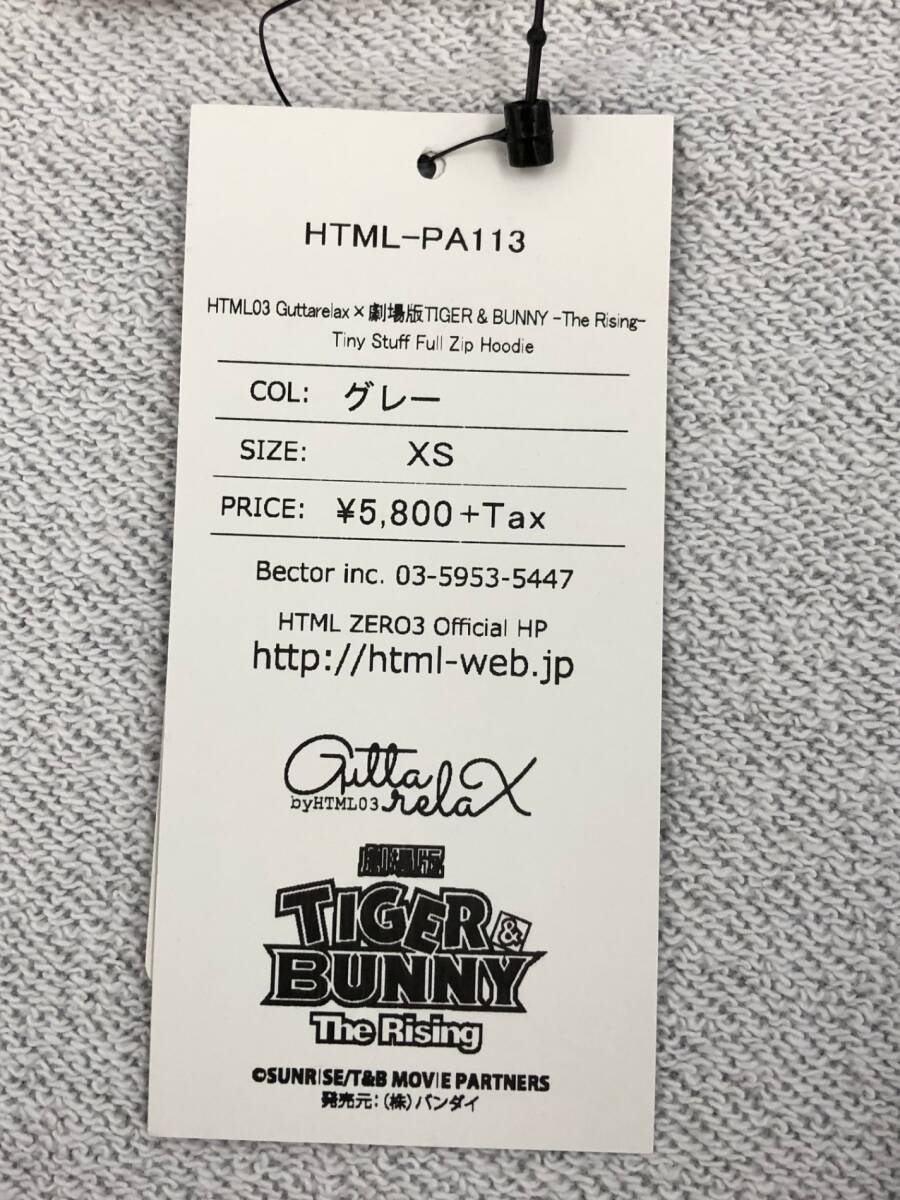 HTML-PA113
HTML03 Guttarelax×劇場版TIGER & BUNNY -The Rising-
Tiny Stuff Full Zip Hoodie
COL: グレー
SIZE: XS
PRICE: ¥5,800+Tax
Bector inc. 03-5953-5447
HTML ZERO3 Official HP
http://html-web.jp
Gutta
byHTML03 relaX
劇場版
TIGER &
BUNNY
The Rising
©SUNRISE/T&B MOVIE PARTNERS
発売元:(株)バンダイ